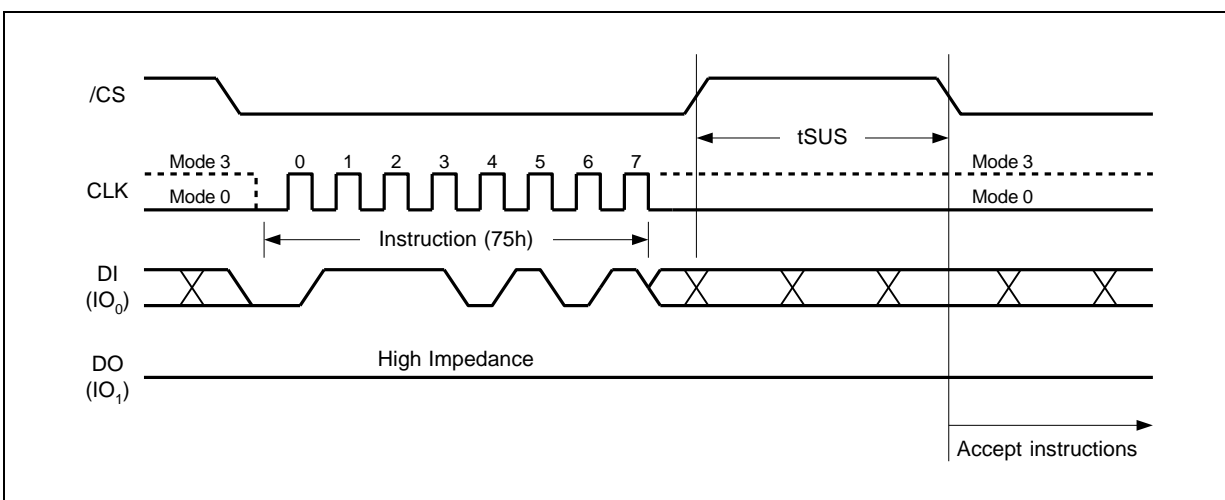 /CS
tSUS
Mode 3 0 1 2 3 4 5 6 7 Mode 3
CLK
Mode 0 Mode 0
Instruction (75h)
DI
(IO0)
High Impedance
DO
(IO1)
Accept instructions